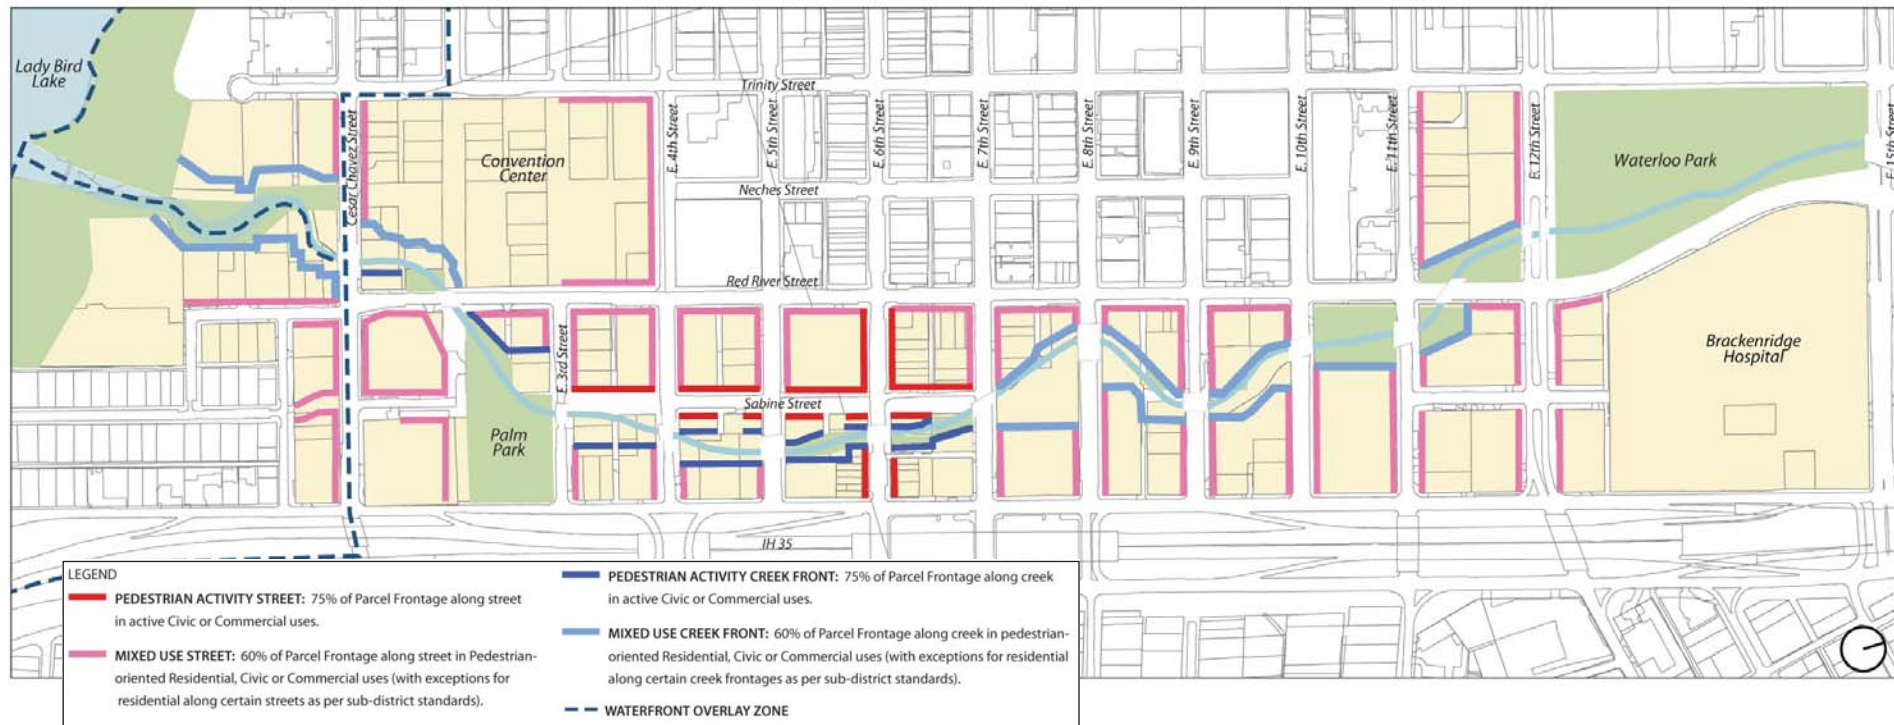 Lady Bird
Lake
Trinity Street
Cesar Chavez Street
Convention
Center
E. 4th Street
E. 5th Street
E. 6th Street
E. 7th Street
E. 8th Street
E. 9th Street
E. 10th Street
E. 11th Street
E. 12th Street
E. 15th Street
Waterloo Park
Neches Street
Red River Street
E. 3rd Street
Brackenridge
Hospital
Sabine Street
Palm
Park
IH 35
LEGEND
PEDESTRIAN ACTIVITY STREET: 75% of Parcel Frontage along street
in active Civic or Commercial uses.
MIXED USE STREET: 60% of Parcel Frontage along street in Pedestrian-
oriented Residential, Civic or Commercial uses (with exceptions for
residential along certain streets as per sub-district standards).
PEDESTRIAN ACTIVITY CREEK FRONT: 75% of Parcel Frontage along creek
in active Civic or Commercial uses.
MIXED USE CREEK FRONT: 60% of Parcel Frontage along creek in pedestrian-
oriented Residential, Civic or Commercial uses (with exceptions for residential
along certain creek frontages as per sub-district standards).
WATERFRONT OVERLAY ZONE